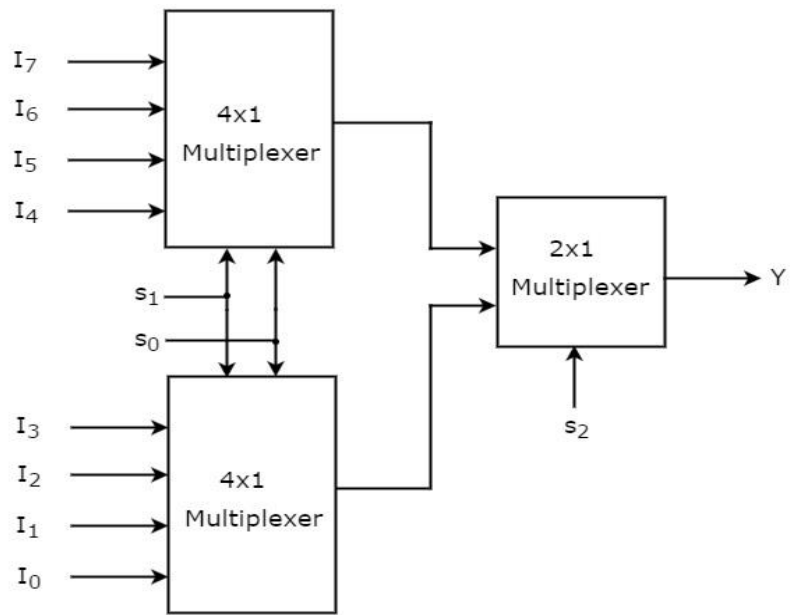 I₇
I₆
I₅
I₄
4x1
Multiplexer
s₁
s₀
I₃
I₂
I₁
I₀
4x1
Multiplexer
2x1
Multiplexer
s₂
Y